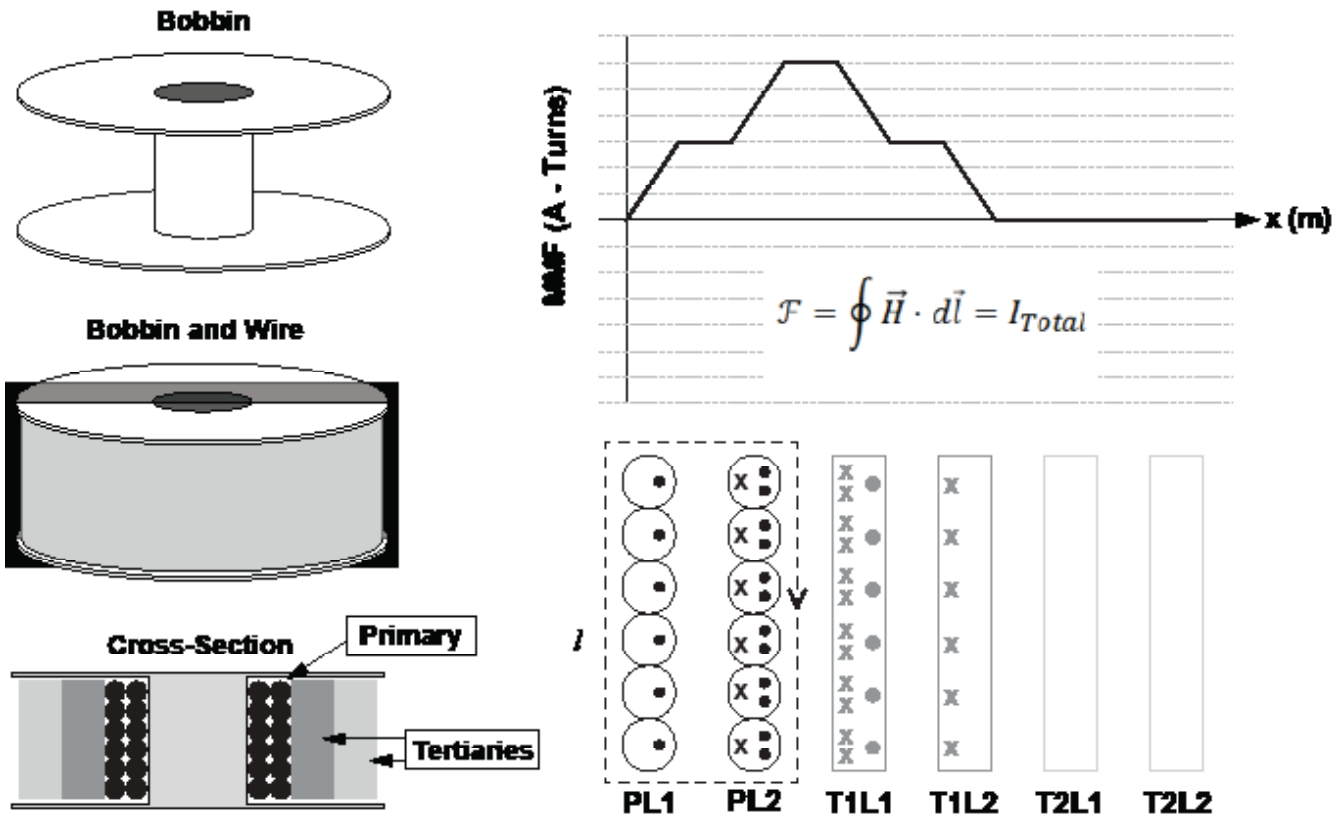 Bobbin
Bobbin and Wire
Cross-Section
Primary
Tertiaries
MMF (A - Turns)
x (m)
ℱ = ∮ H⃗ · dl⃗ = I_Total
l
x x x x
x x x x
x x x x
x x x x
x x x x
x x x x
PL1 PL2 T1L1 T1L2 T2L1 T2L2